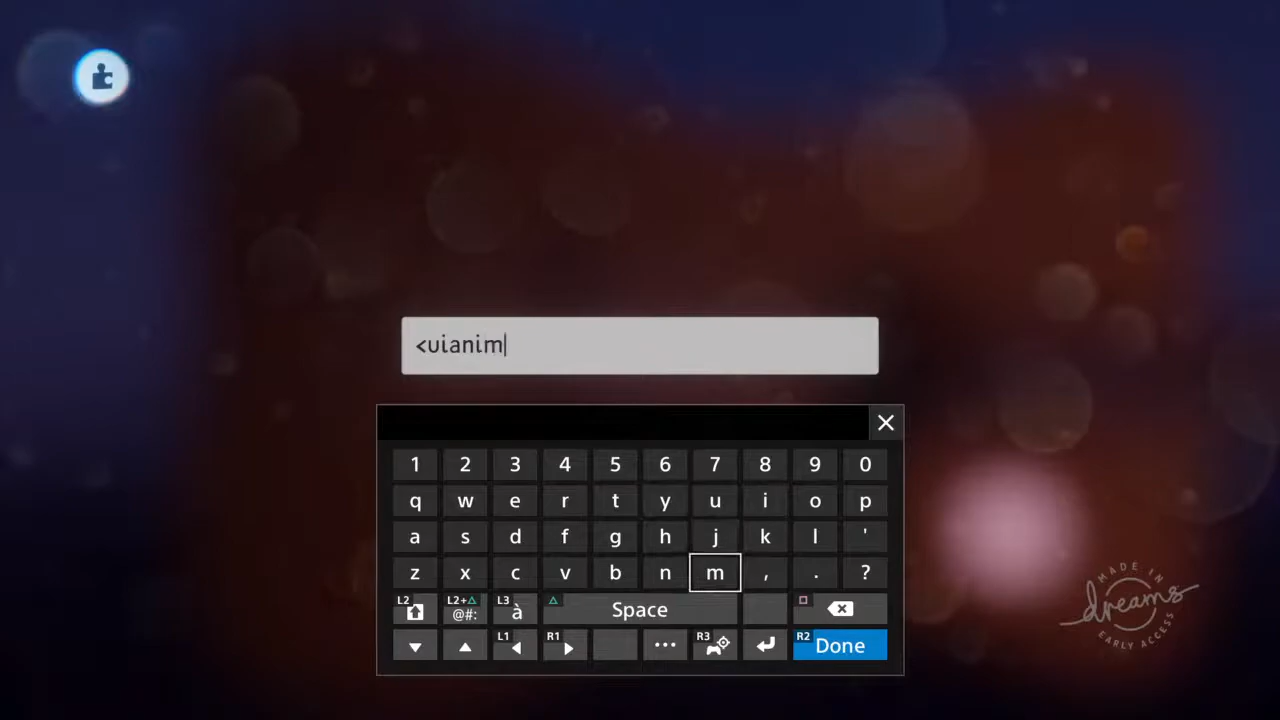 <uianim
1 2 3 4 5 6 7 8 9 0
q w e r t y u i o p
a s d f g h j k l '
z x c v b n m , . ?
L2 L2+△ @#: L3 à △ Space □
L1 R1 ... R3 R2 Done
MADE IN
dreams
EARLY ACCESS